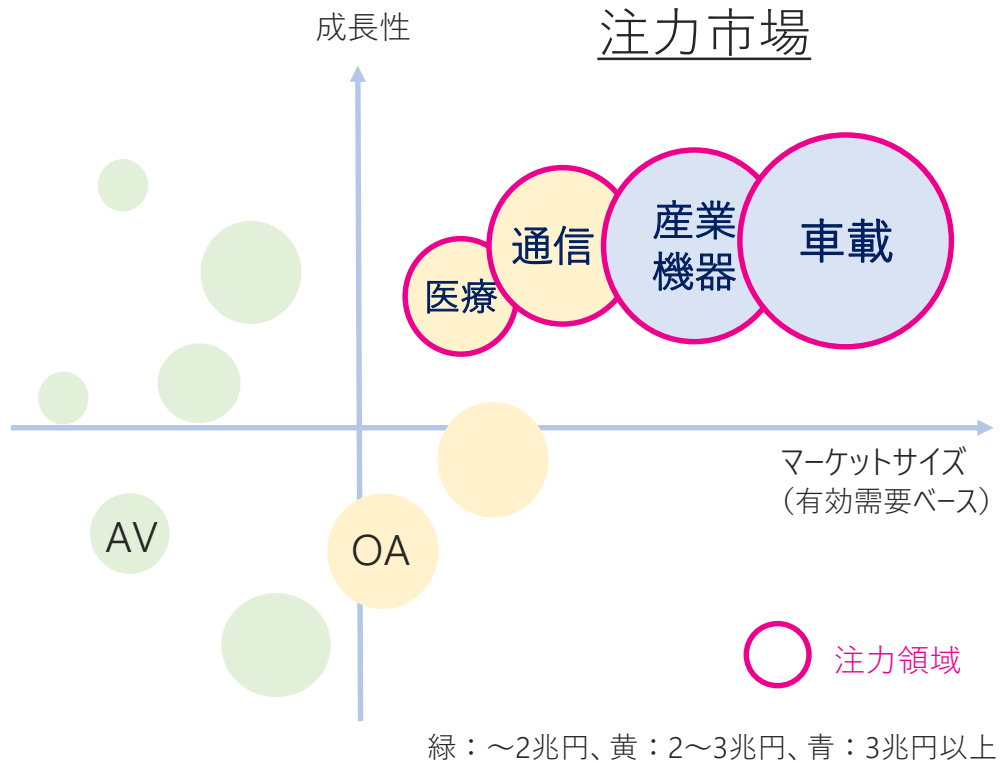 成長性
注力市場
医療
通信
産業
機器
車載
マーケットサイズ
（有効需要ベース）
AV
OA
注力領域
緑：～2兆円、黄：2～3兆円、青：3兆円以上